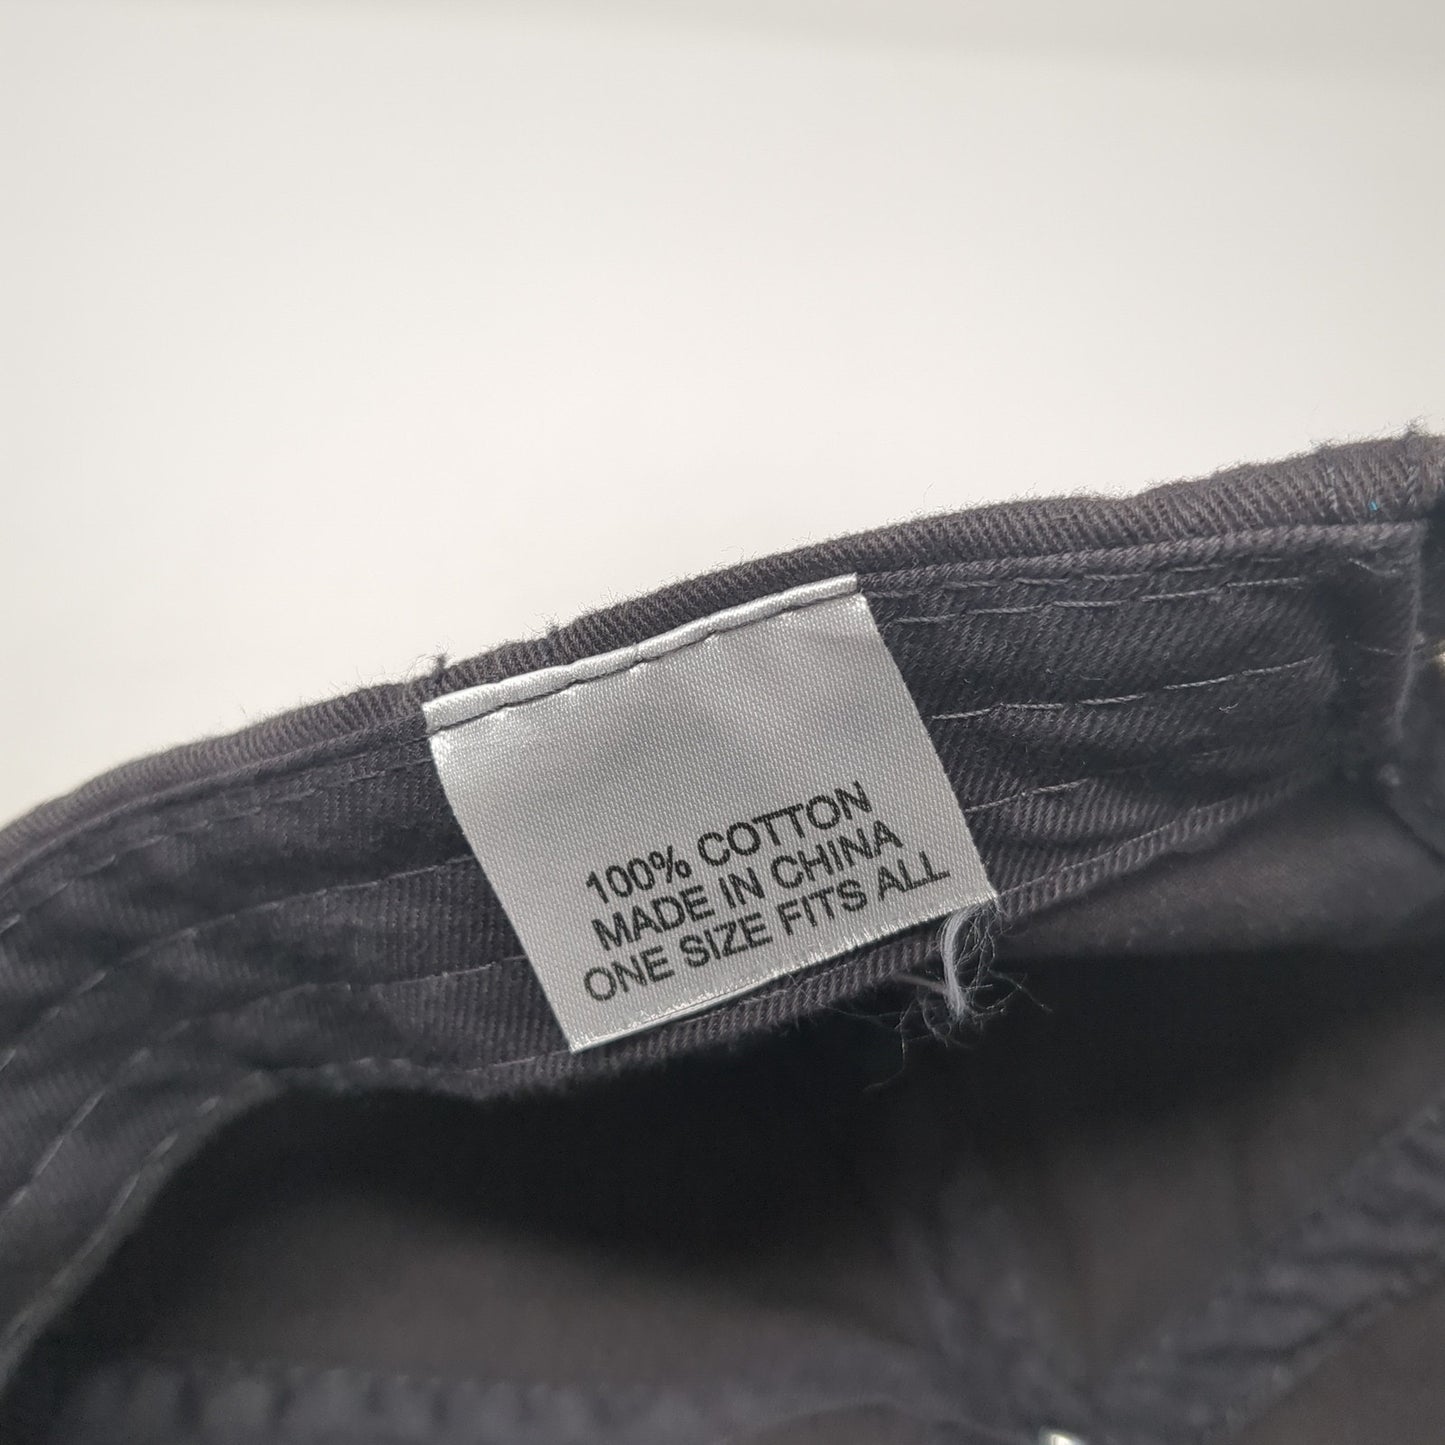 100% COTTON
MADE IN CHINA
ONE SIZE FITS ALL